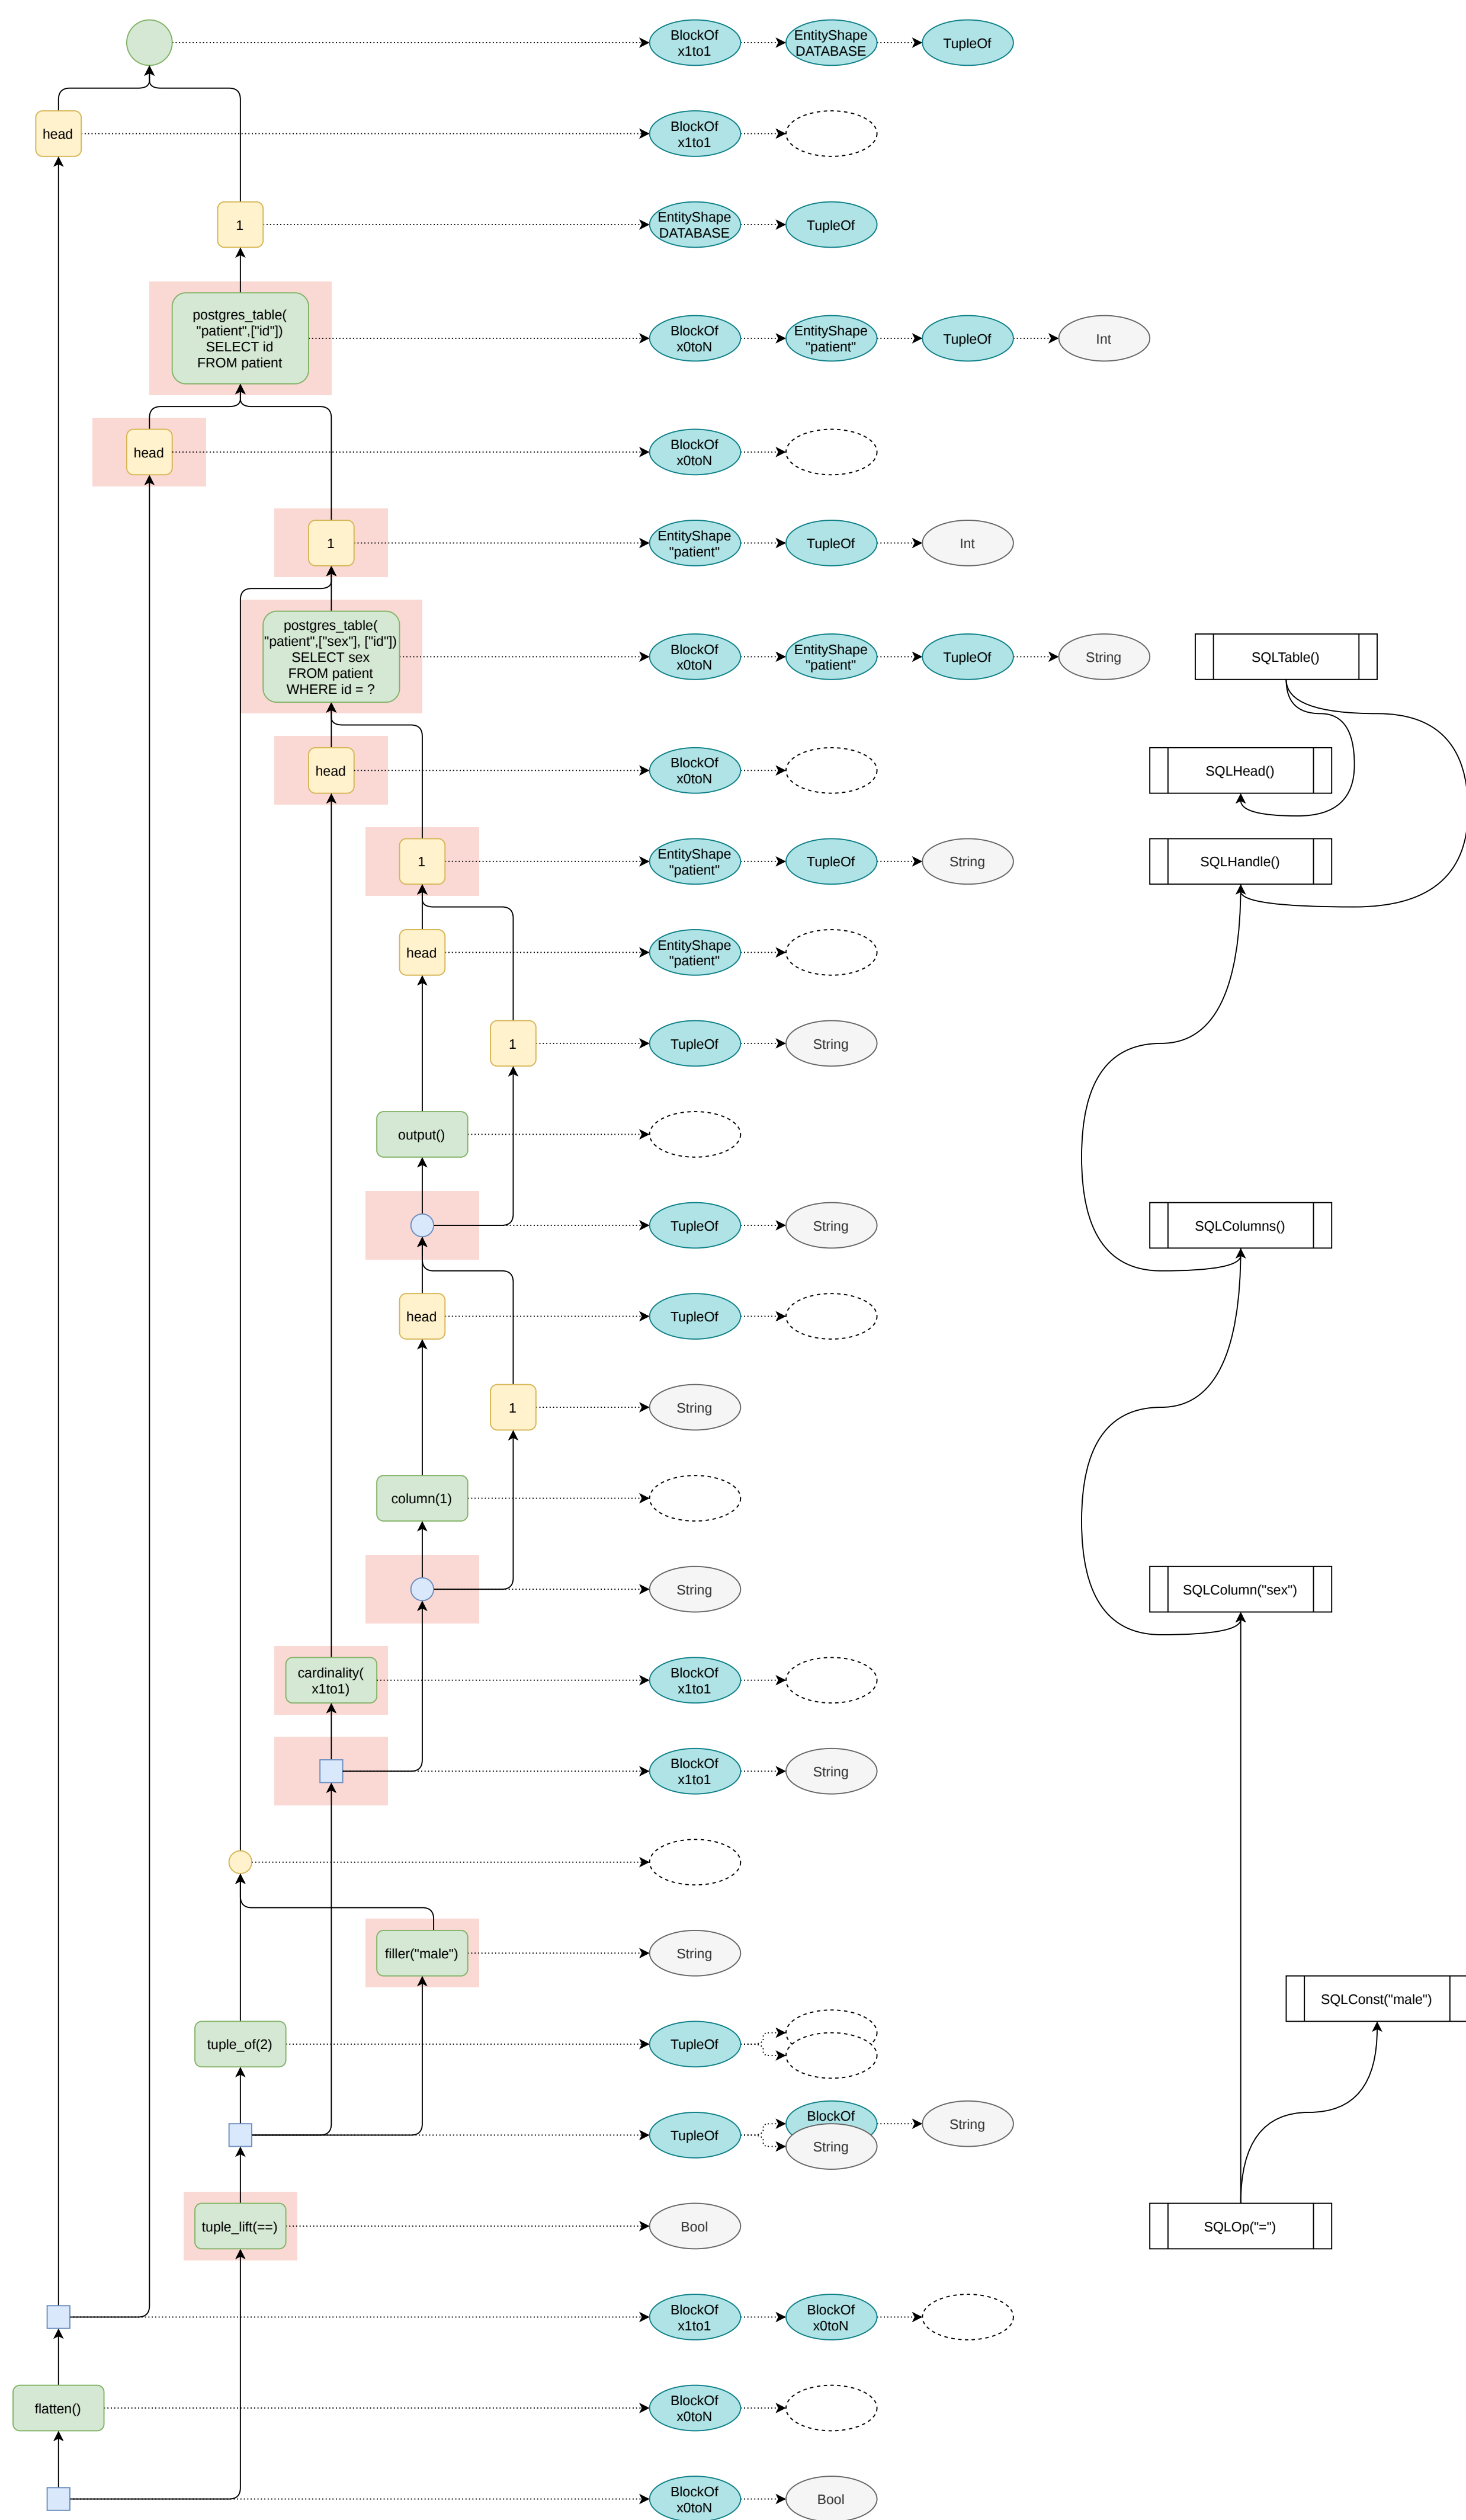 BlockOf
x1to1
EntityShape
DATABASE
TupleOf
head
BlockOf
x1to1
1
EntityShape
DATABASE
TupleOf
postgres_table(
"patient",["id"])
SELECT id
FROM patient
BlockOf
x0toN
EntityShape
"patient"
TupleOf
Int
head
BlockOf
x0toN
1
EntityShape
"patient"
TupleOf
Int
postgres_table(
"patient",["sex"], ["id"])
SELECT sex
FROM patient
WHERE id = ?
BlockOf
x0toN
EntityShape
"patient"
TupleOf
String
SQLTable()
head
BlockOf
x0toN
SQLHead()
1
EntityShape
"patient"
TupleOf
String
SQLHandle()
head
EntityShape
"patient"
1
TupleOf
String
output()
TupleOf
String
SQLColumns()
head
TupleOf
1
String
column(1)
String
SQLColumn("sex")
cardinality(
x1to1)
BlockOf
x1to1
BlockOf
x1to1
String
filler("male")
String
SQLConst("male")
tuple_of(2)
TupleOf
TupleOf
BlockOf
String
String
tuple_lift(==)
Bool
SQLOp("=")
BlockOf
x1to1
BlockOf
x0toN
flatten()
BlockOf
x0toN
BlockOf
x0toN
Bool